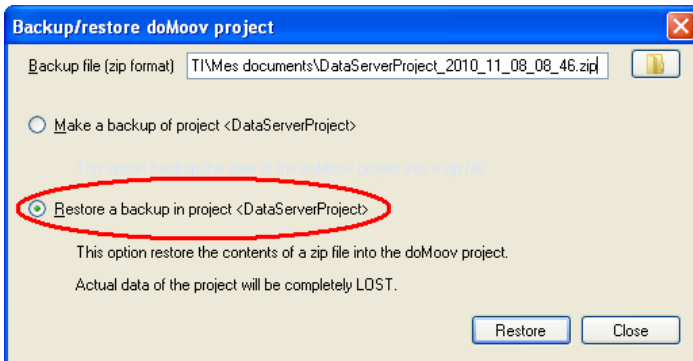 Backup/restore doMoov project
Backup file (zip format) TI\Mes documents\DataServerProject_2010_11_08_08_46.zip
Make a backup of project <DataServerProject>
This option backup the data of the doMoov project into a zip file.
Restore a backup in project <DataServerProject>
This option restore the contents of a zip file into the doMoov project.
Actual data of the project will be completely LOST.
Restore Close